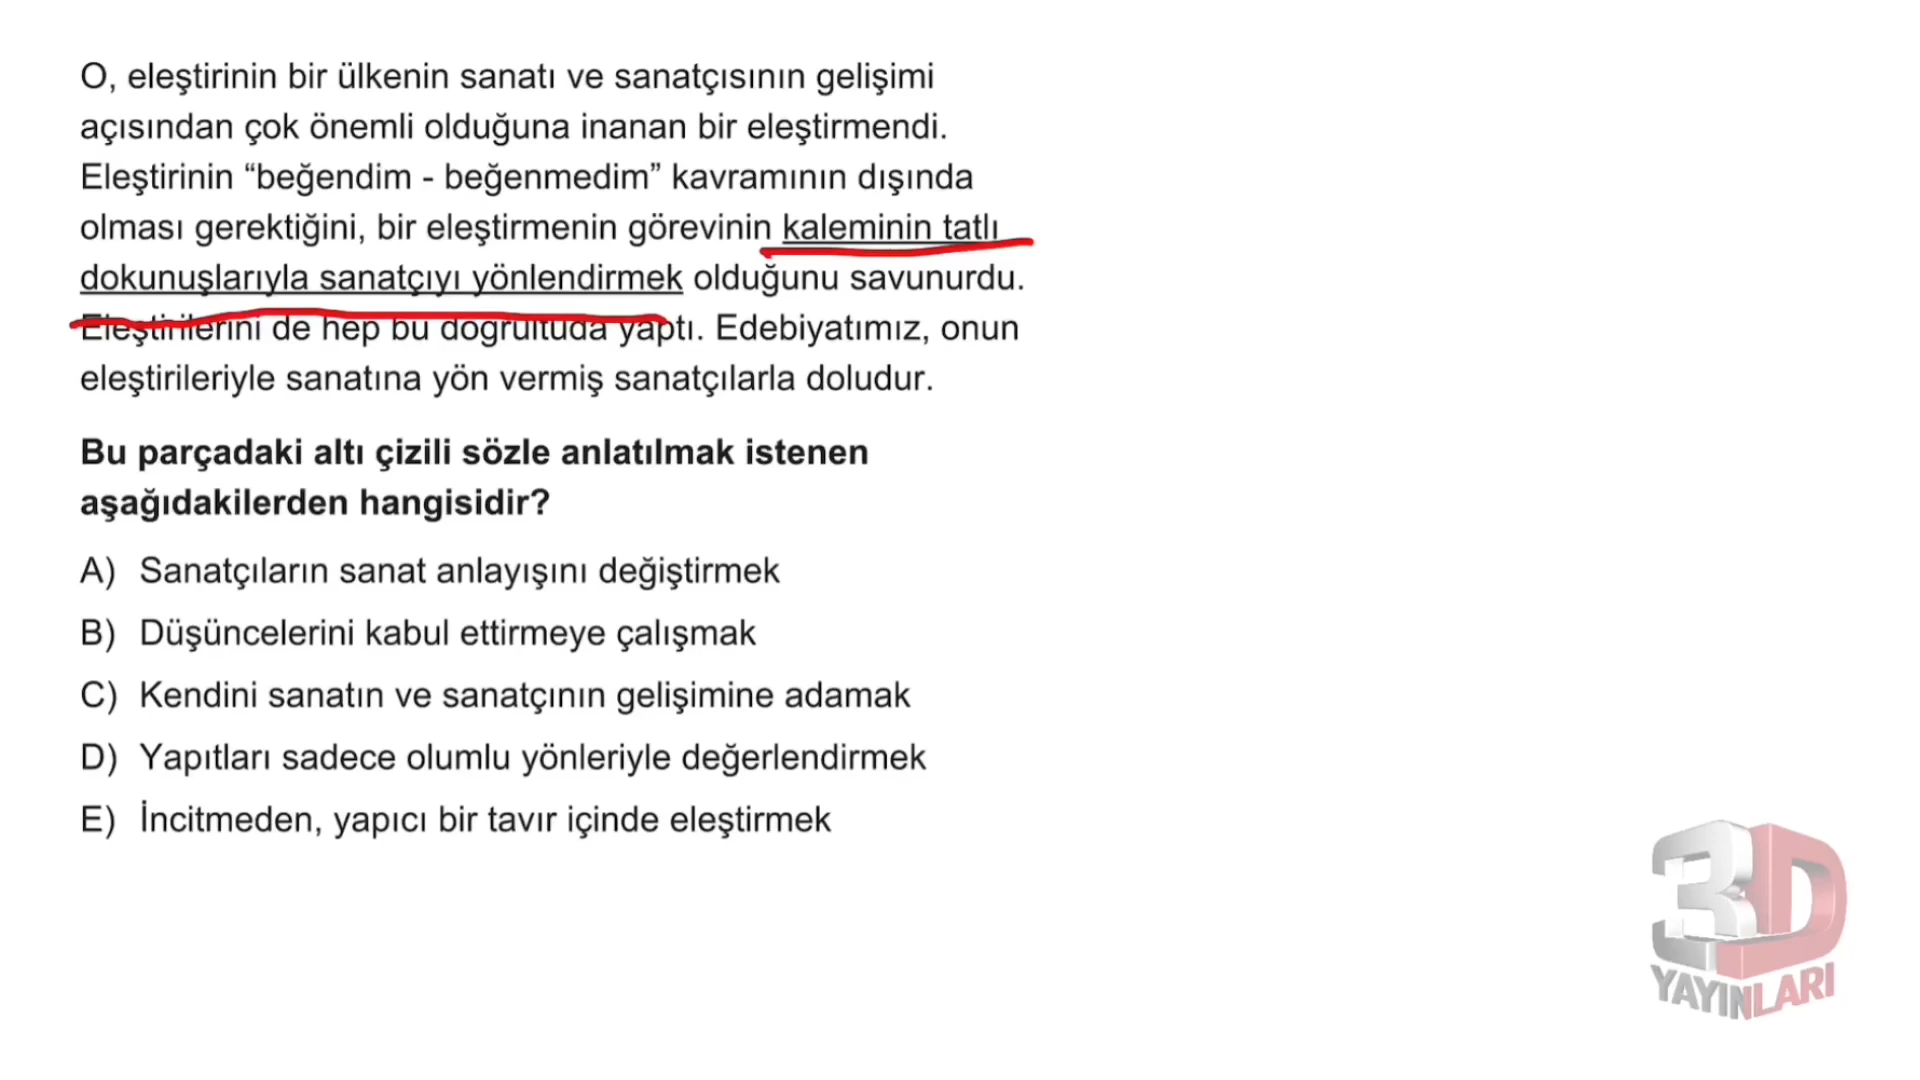 O, eleştirinin bir ülkenin sanatı ve sanatçısının gelişimi
açısından çok önemli olduğuna inanan bir eleştirmendi.
Eleştirinin “beğendim - beğenmedim” kavramının dışında
olması gerektiğini, bir eleştirmenin görevinin kaleminin tatlı
dokunuşlarıyla sanatçıyı yönlendirmek olduğunu savunurdu.
Eleştirilerini de hep bu doğrultuda yaptı. Edebiyatımız, onun
eleştirileriyle sanatına yön vermiş sanatçılarla doludur.
Bu parçadaki altı çizili sözle anlatılmak istenen
aşağıdakilerden hangisidir?
A) Sanatçıların sanat anlayışını değiştirmek
B) Düşüncelerini kabul ettirmeye çalışmak
C) Kendini sanatın ve sanatçının gelişimine adamak
D) Yapıtları sadece olumlu yönleriyle değerlendirmek
E) İncitmeden, yapıcı bir tavır içinde eleştirmek
3D
YAYINLARI